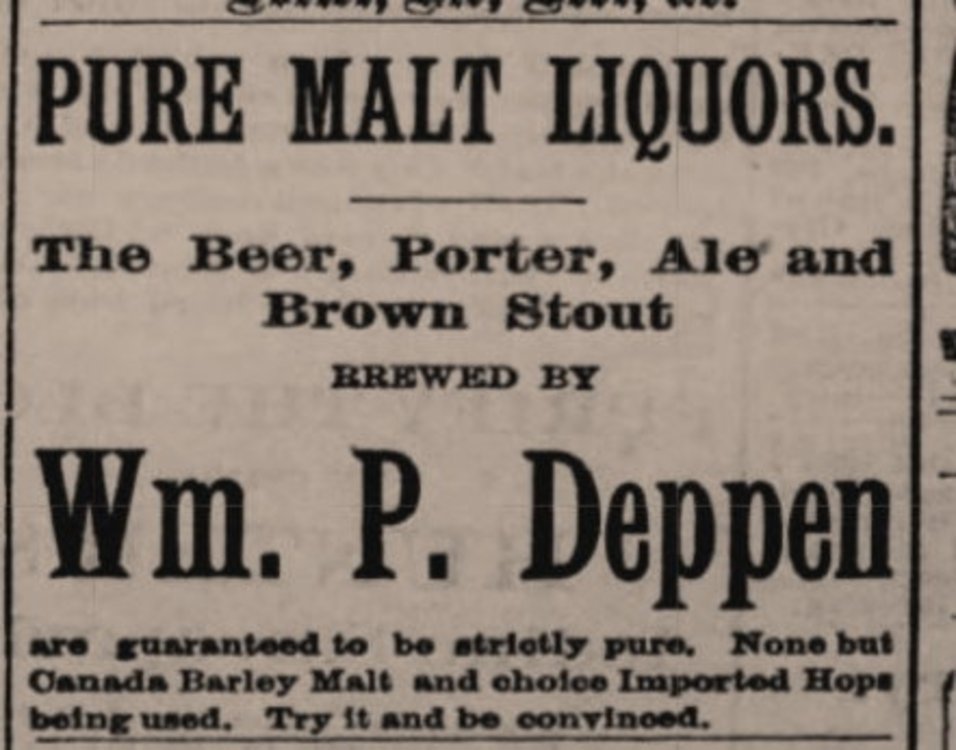 PURE MALT LIQUORS.
The Beer, Porter, Ale and
Brown Stout
BREWED BY
Wm. P. Deppen
are guaranteed to be strictly pure. None but
Canada Barley Malt and choice Imported Hops
being used. Try it and be convinced.